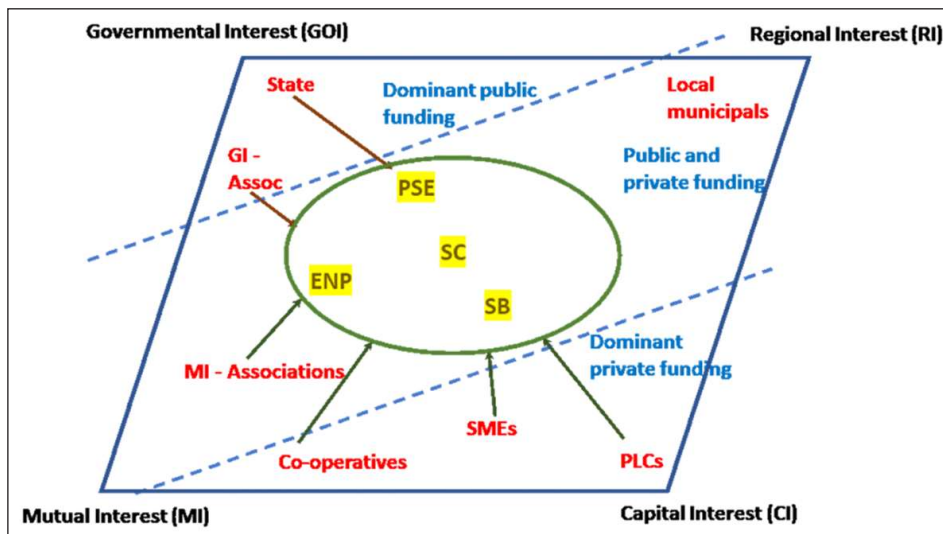 Governmental Interest (GOI)
Regional Interest (RI)
State
Dominant public
funding
Local
municipals
GI -
Assoc
Public and
private funding
PSE
SC
ENP
SB
Dominant
private funding
MI - Associations
SMEs
Co-operatives
PLCs
Mutual Interest (MI)
Capital Interest (CI)